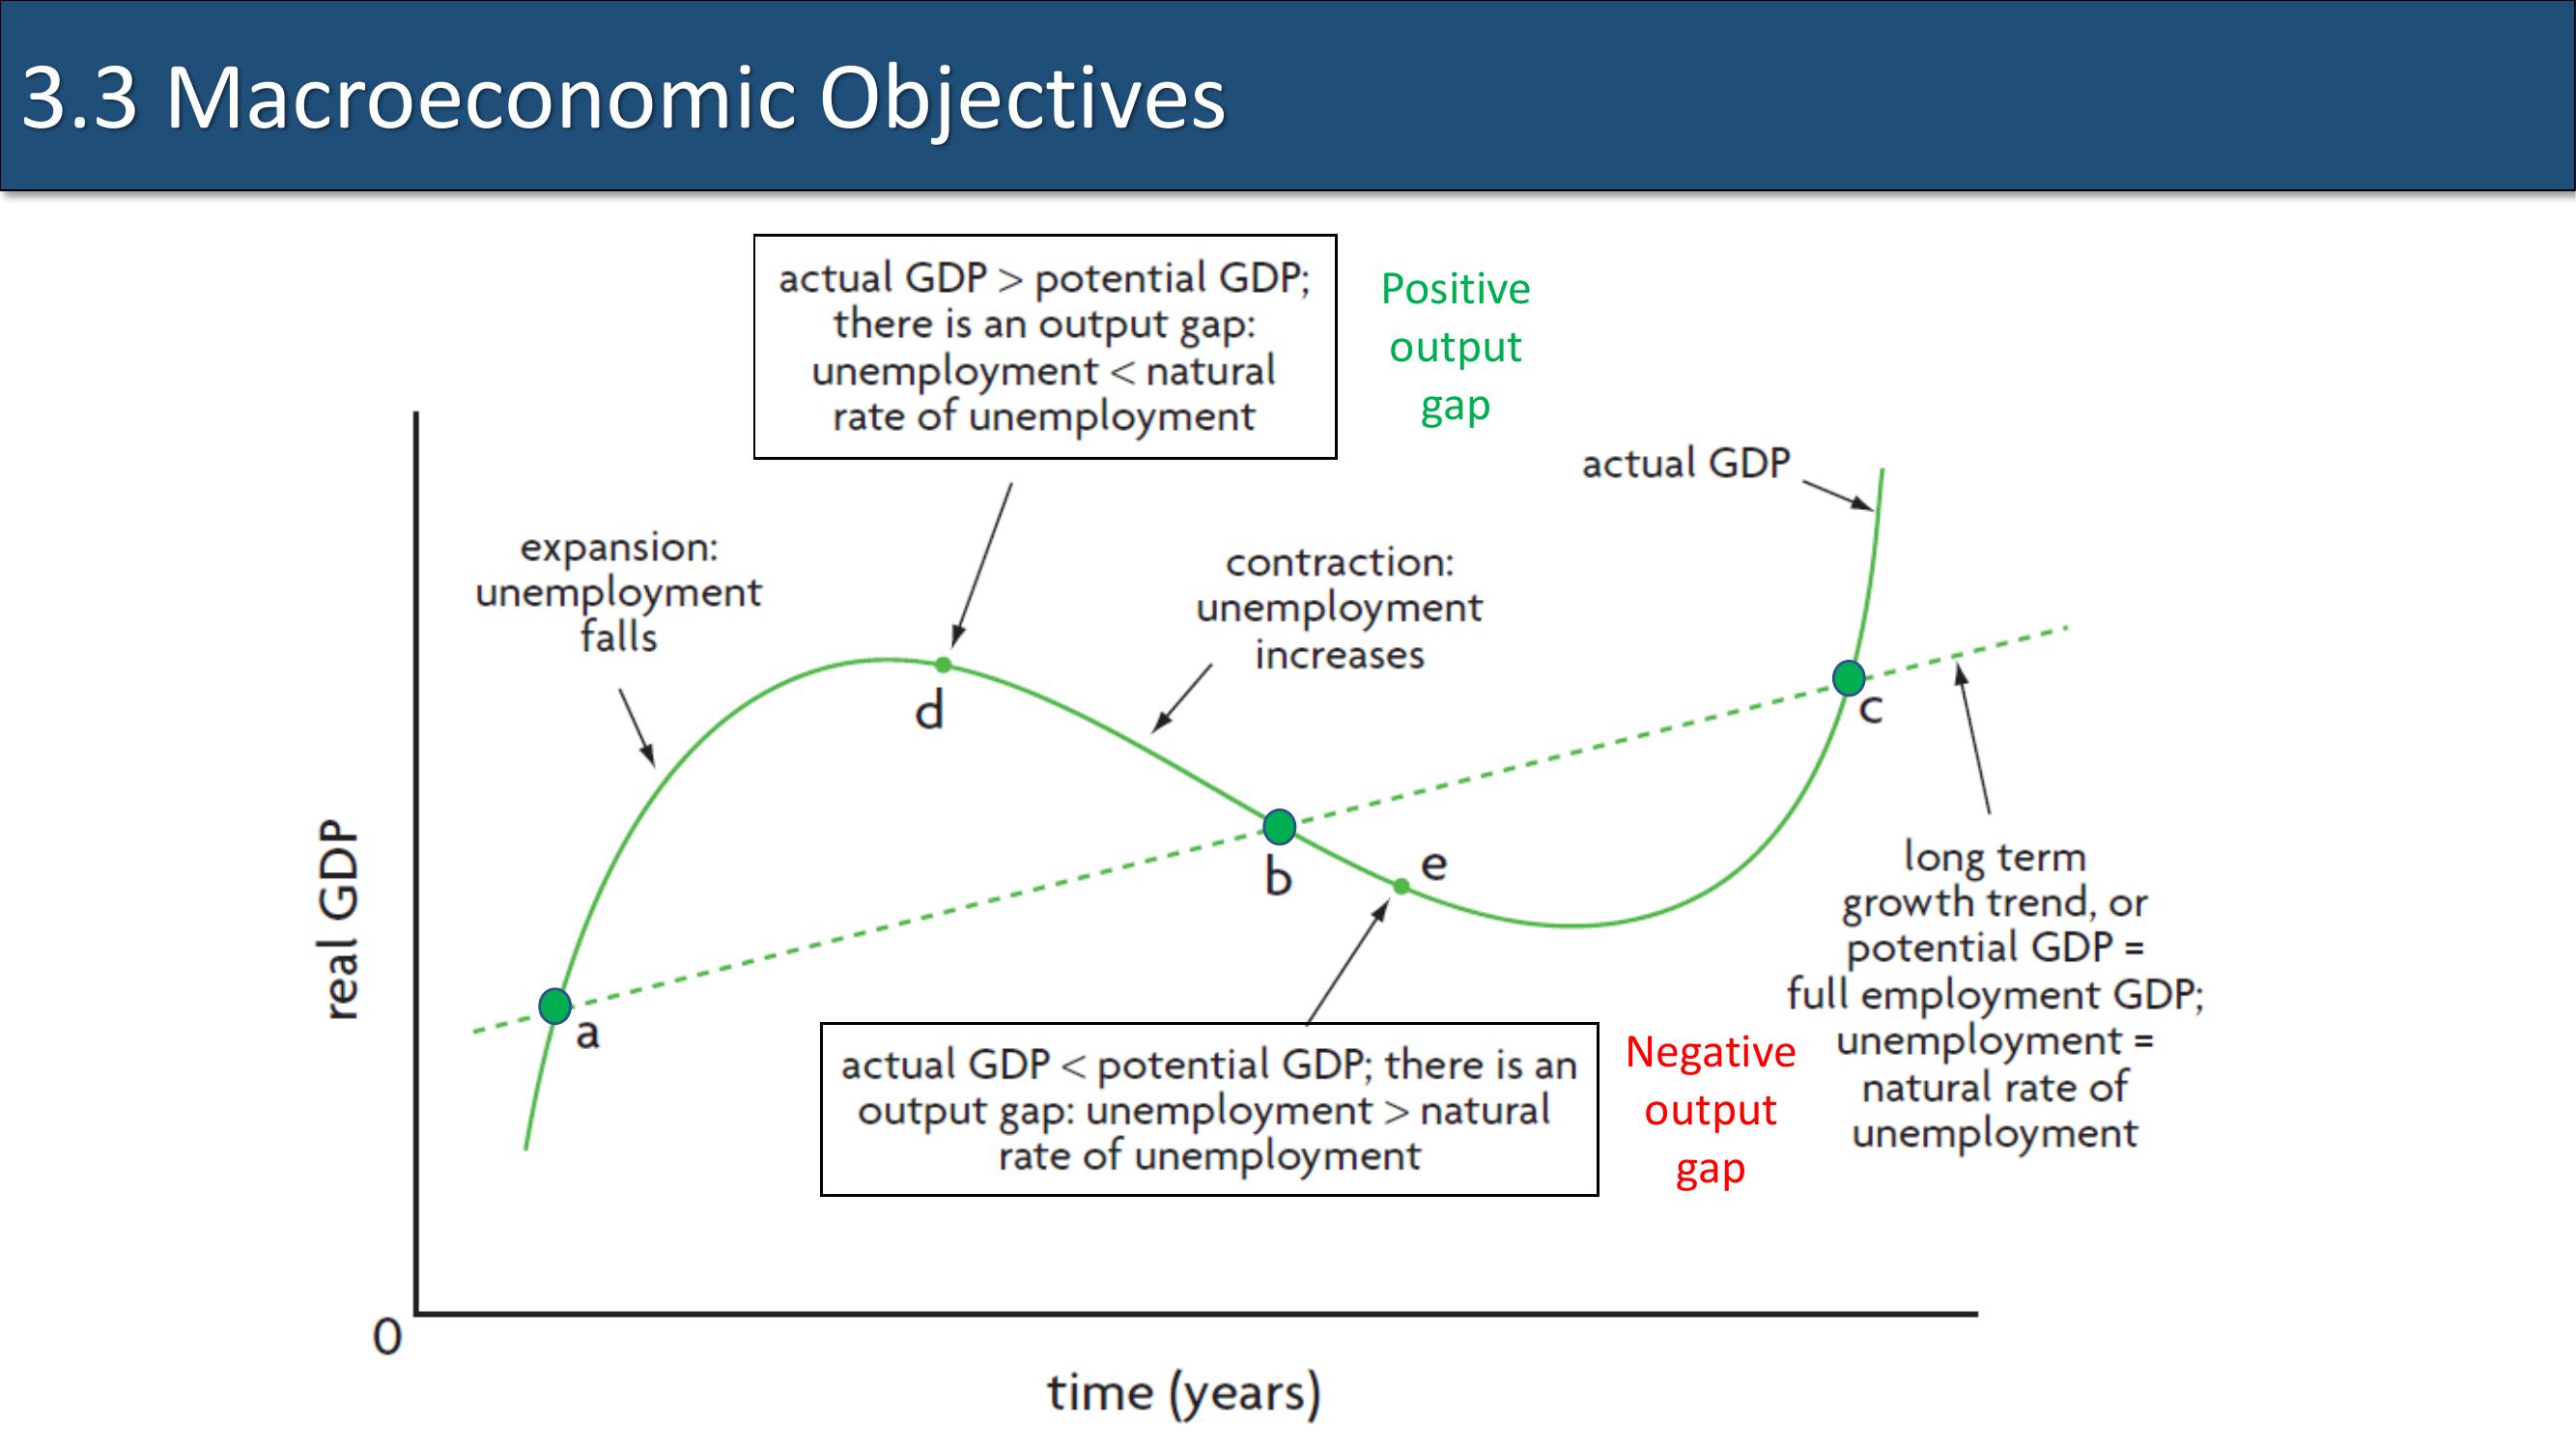 3.3 Macroeconomic Objectives
actual GDP > potential GDP;
there is an output gap:
unemployment < natural
rate of unemployment
Positive
output
gap
actual GDP
expansion:
unemployment
falls
contraction:
unemployment
increases
d
c
b
e
a
real GDP
long term
growth trend, or
potential GDP =
full employment GDP;
unemployment =
natural rate of
unemployment
actual GDP < potential GDP; there is an
output gap: unemployment > natural
rate of unemployment
Negative
output
gap
0
time (years)